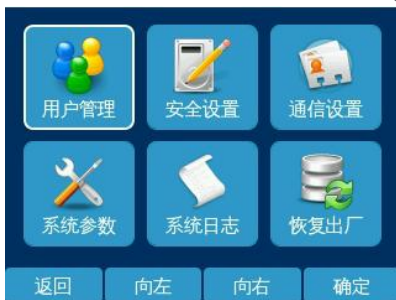 用户管理
安全设置
通信设置
系统参数
系统日志
恢复出厂
返回
向左
向右
确定